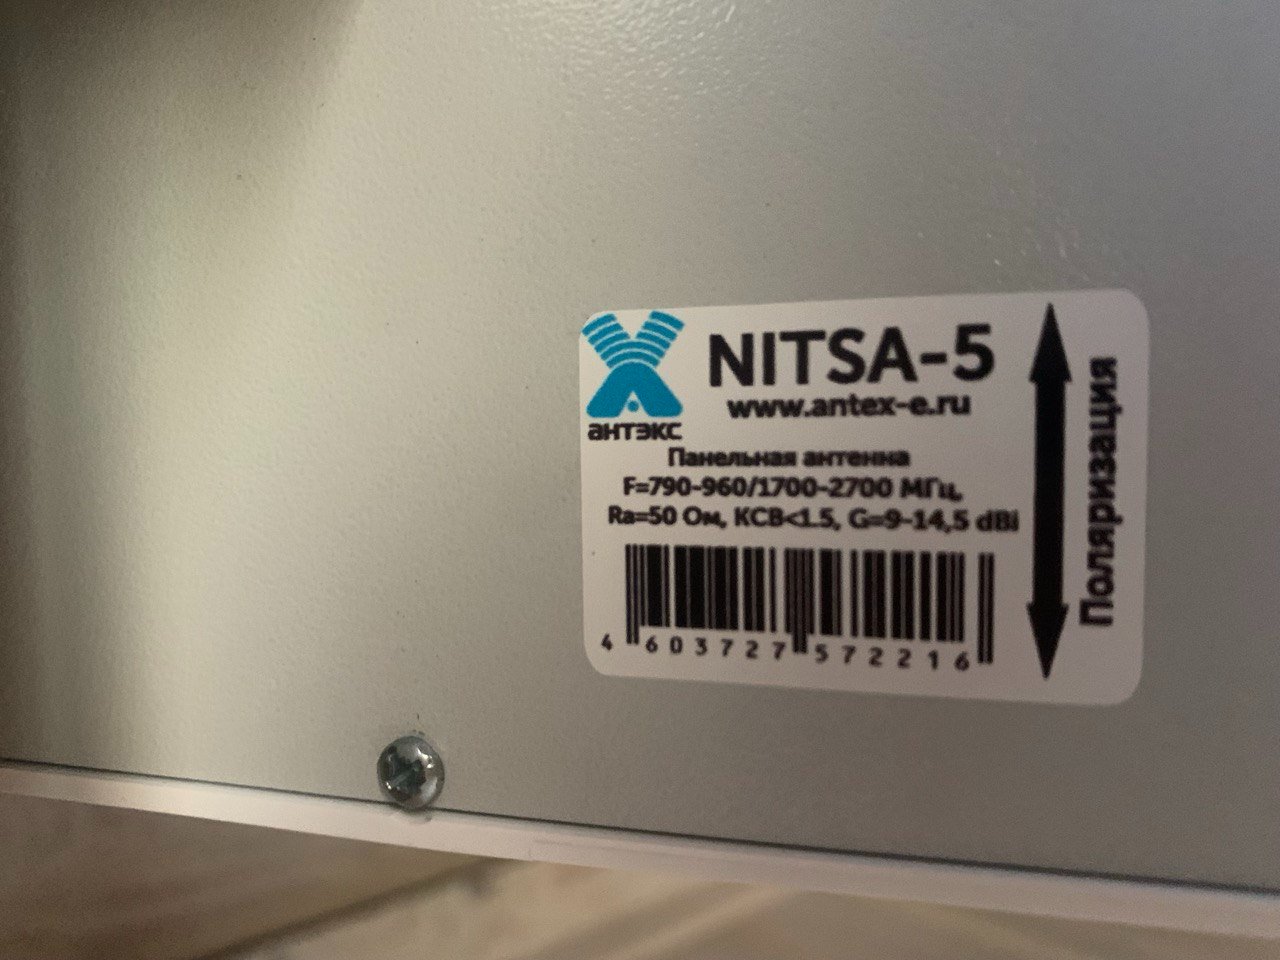 NITSA-5
www.antex-e.ru
антэкс
Панельная антенна
F=790-960/1700-2700 МГц,
Ra=50 Ом, КСВ<1.5, G=9-14,5 dBi
4 603727 572216
Поляризация